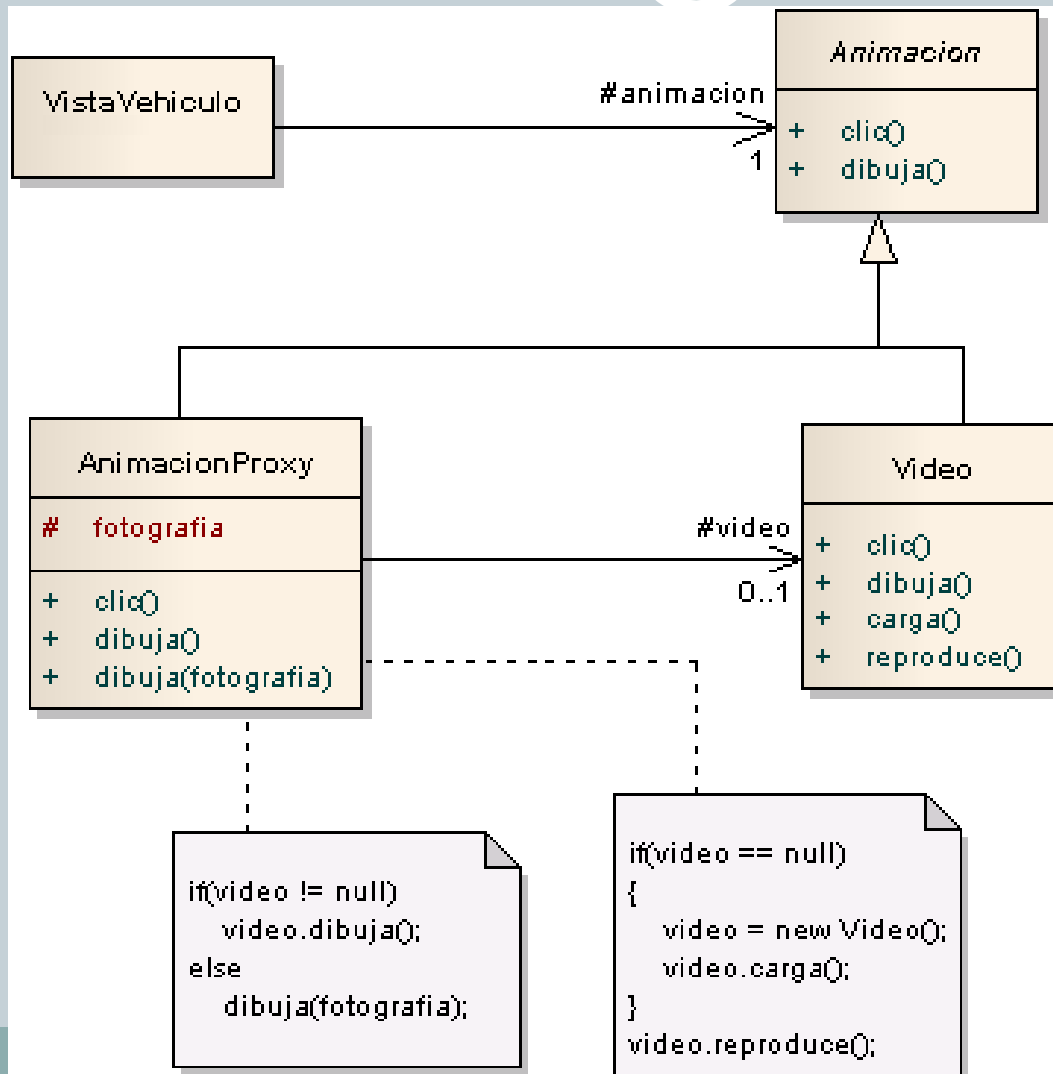 VistaVehiculo
#animacion
1
Animacion
+ clic()
+ dibuja()
AnimacionProxy
# fotografia
+ clic()
+ dibuja()
+ dibuja(fotografia)
#video
0..1
Video
+ clic()
+ dibuja()
+ carga()
+ reproduce()
if(video != null)
video.dibuja();
else
dibuja(fotografia);
if(video == null)
{
video = new Video();
video.carga();
}
video.reproduce();